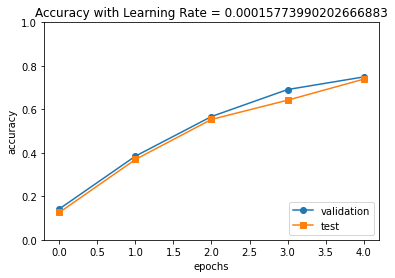 Accuracy with Learning Rate = 0.00015773990202666883
1.0
0.8
0.6
0.4
0.2
0.0
accuracy
0.0 0.5 1.0 1.5 2.0 2.5 3.0 3.5 4.0
epochs
validation
test